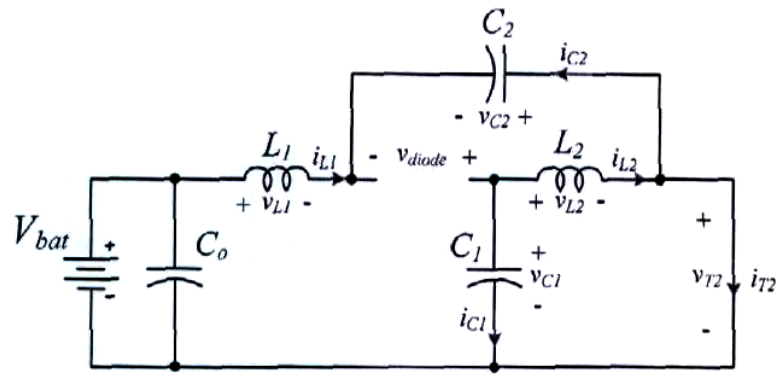 C2
iC2
- vC2 +
L1
iL1
- vdiode +
L2
iL2
+ vL1 -
+ vL2 -
Vbat
+
-
Co
C1
+
vC1
-
iC1
+
vT2
-
iT2